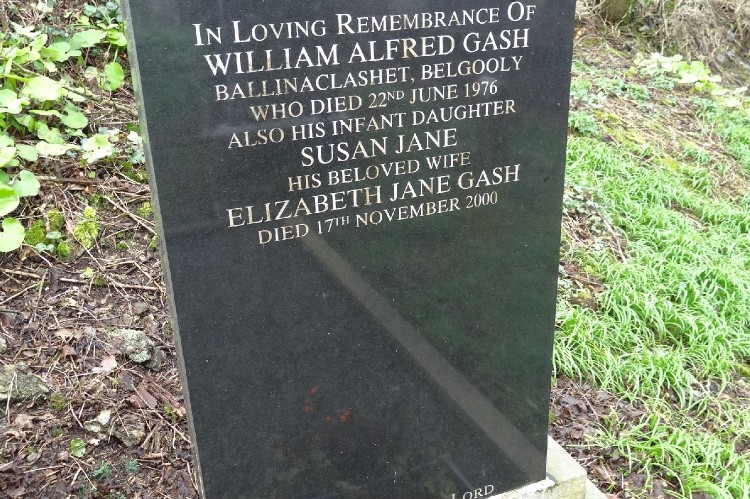 In Loving Remembrance Of
WILLIAM ALFRED GASH
BALLINACLASHET, BELGOOLY
WHO DIED 22ND JUNE 1976
ALSO HIS INFANT DAUGHTER
SUSAN JANE
HIS BELOVED WIFE
ELIZABETH JANE GASH
DIED 17TH NOVEMBER 2000
LORD